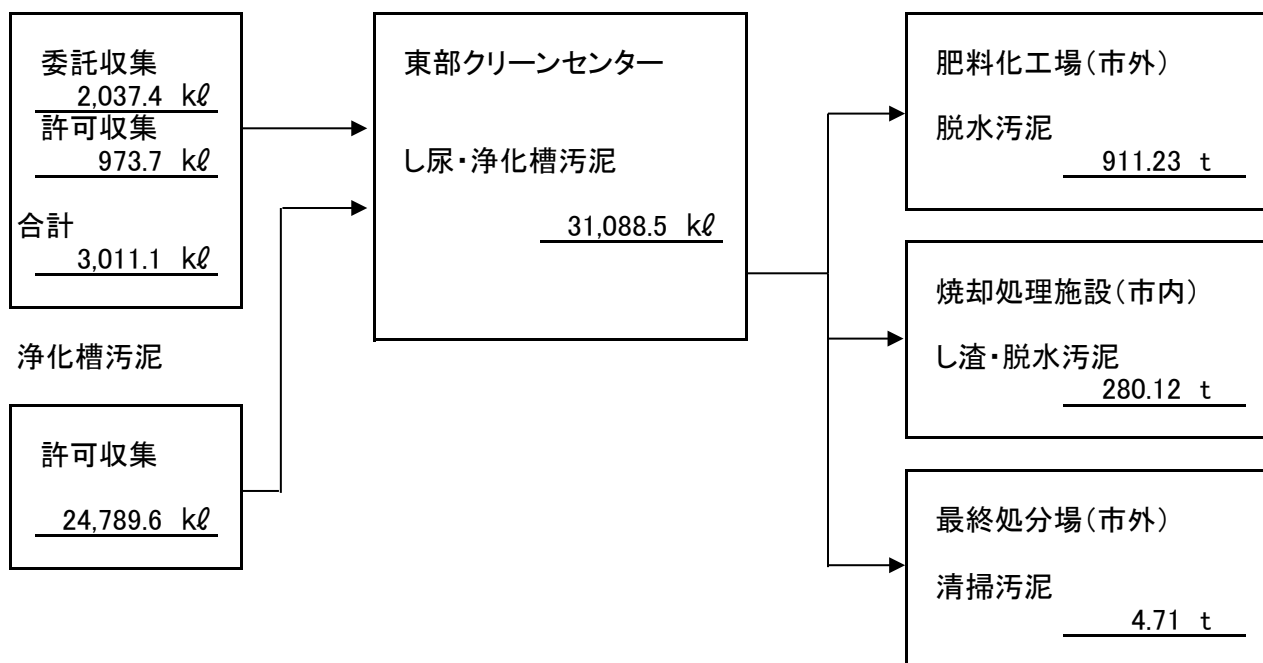 委託収集
2,037.4 kℓ
許可収集
973.7 kℓ
合計
3,011.1 kℓ
浄化槽汚泥
許可収集
24,789.6 kℓ
東部クリーンセンター
し尿・浄化槽汚泥
31,088.5 kℓ
肥料化工場(市外)
脱水汚泥
911.23 t
焼却処理施設(市内)
し渣・脱水汚泥
280.12 t
最終処分場(市外)
清掃汚泥
4.71 t